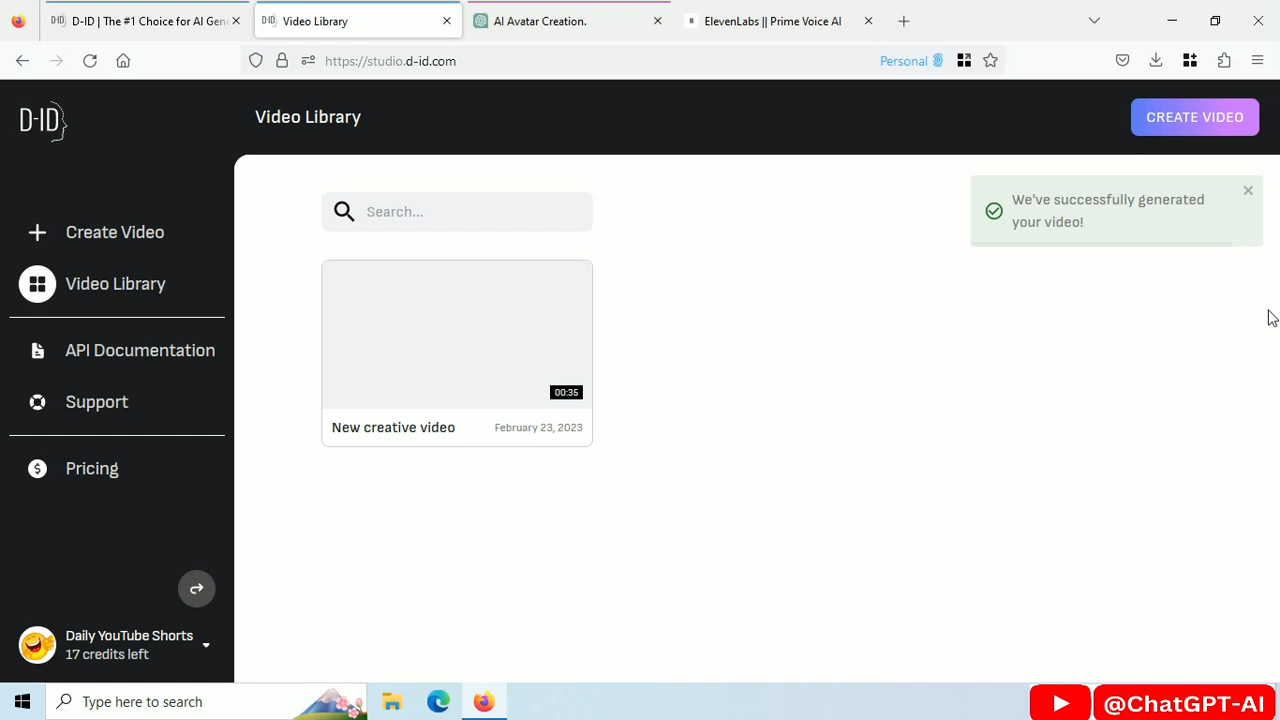 D-ID | The #1 Choice for AI Gene
Video Library
AI Avatar Creation.
ElevenLabs || Prime Voice AI
https://studio.d-id.com
Personal
D-ID
Video Library
CREATE VIDEO
Create Video
Video Library
API Documentation
Support
Pricing
Search...
We've successfully generated
your video!
00:35
New creative video
February 23, 2023
Daily YouTube Shorts
17 credits left
Type here to search
@ChatGPT-AI